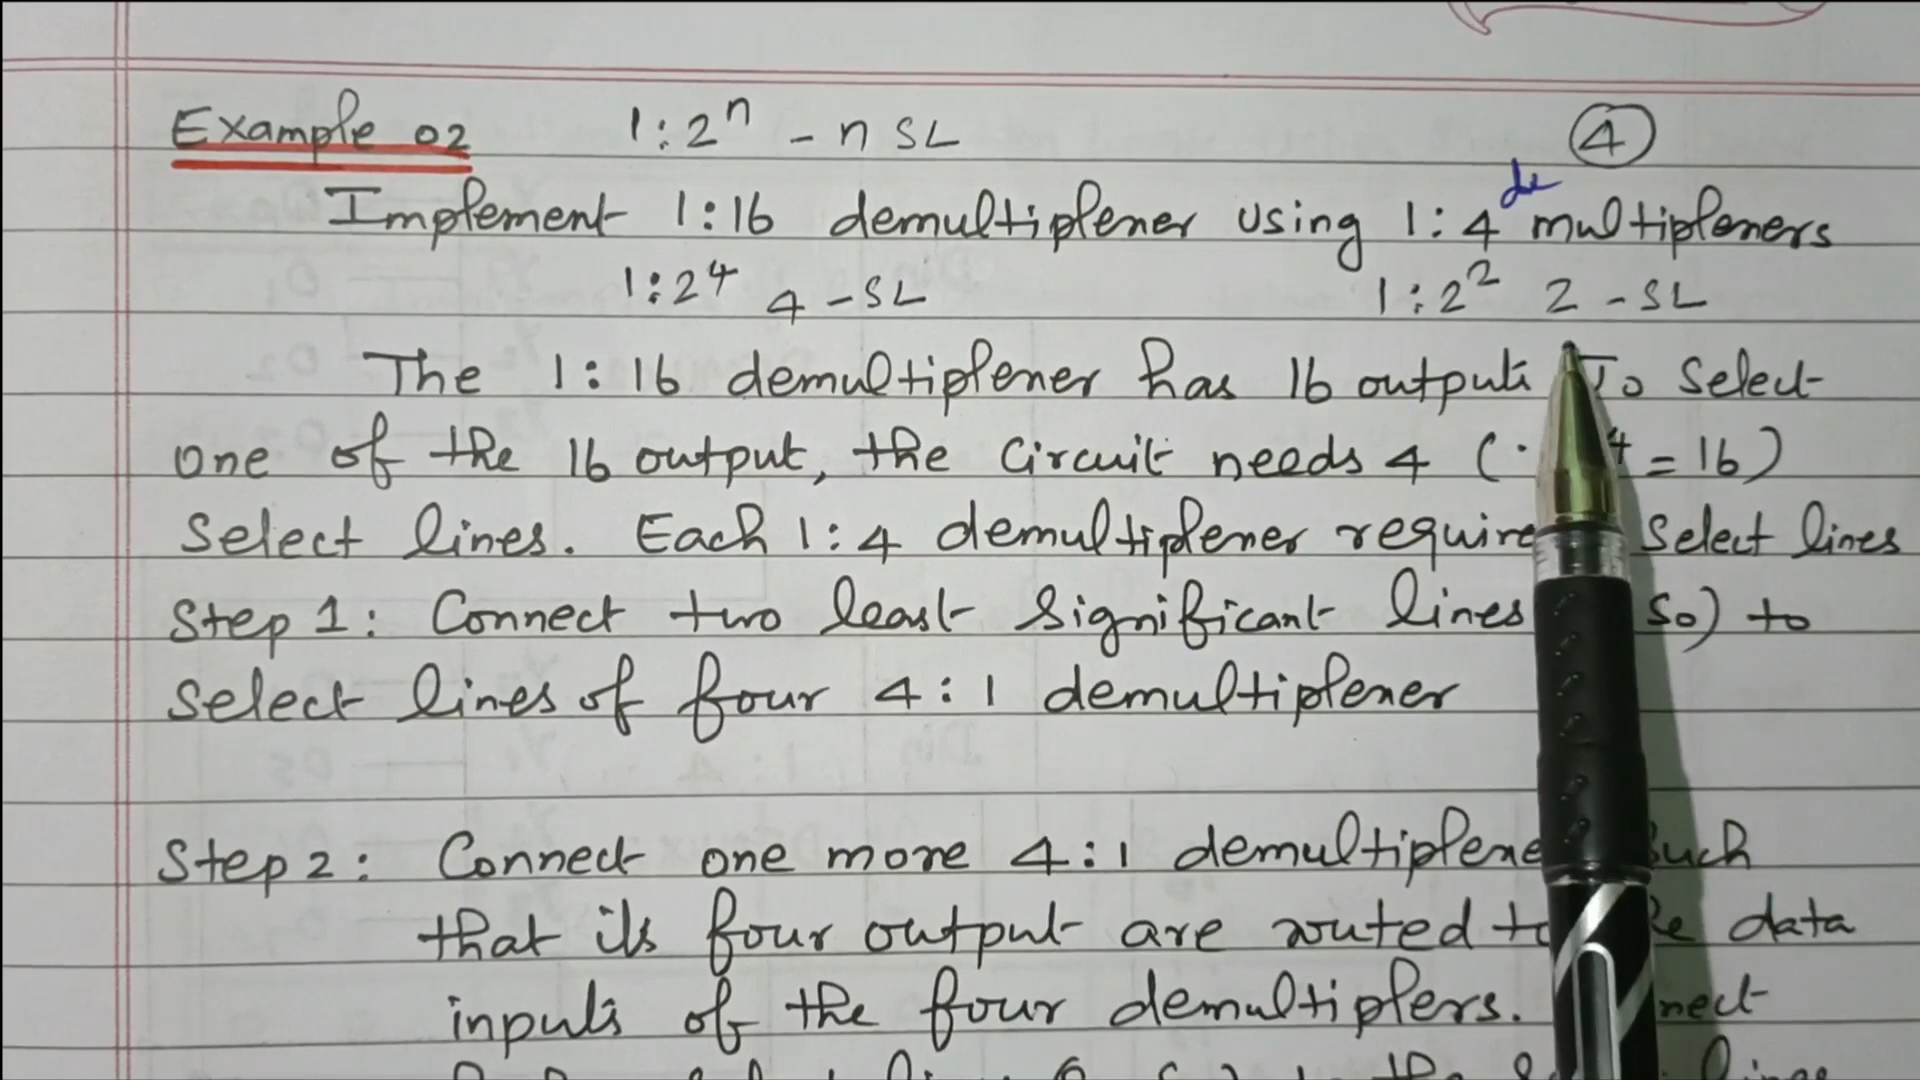 Example 02 1:2ⁿ - n SL ④
de
Implement 1:16 demultiplexer using 1:4 multiplexers
1:2⁴ 4 - SL 1:2² 2 - SL
The 1:16 demultiplexer has 16 outputs To select
one of the 16 output, the circuit needs 4 ( 4 = 16)
Select lines. Each 1:4 demultiplexer require Select lines
Step 1: Connect two least significant lines S0) to
select lines of four 4:1 demultiplexer
Step 2: Connect one more 4:1 demultiplexe such
that its four output are routed to data
inputs of the four demultiplers.